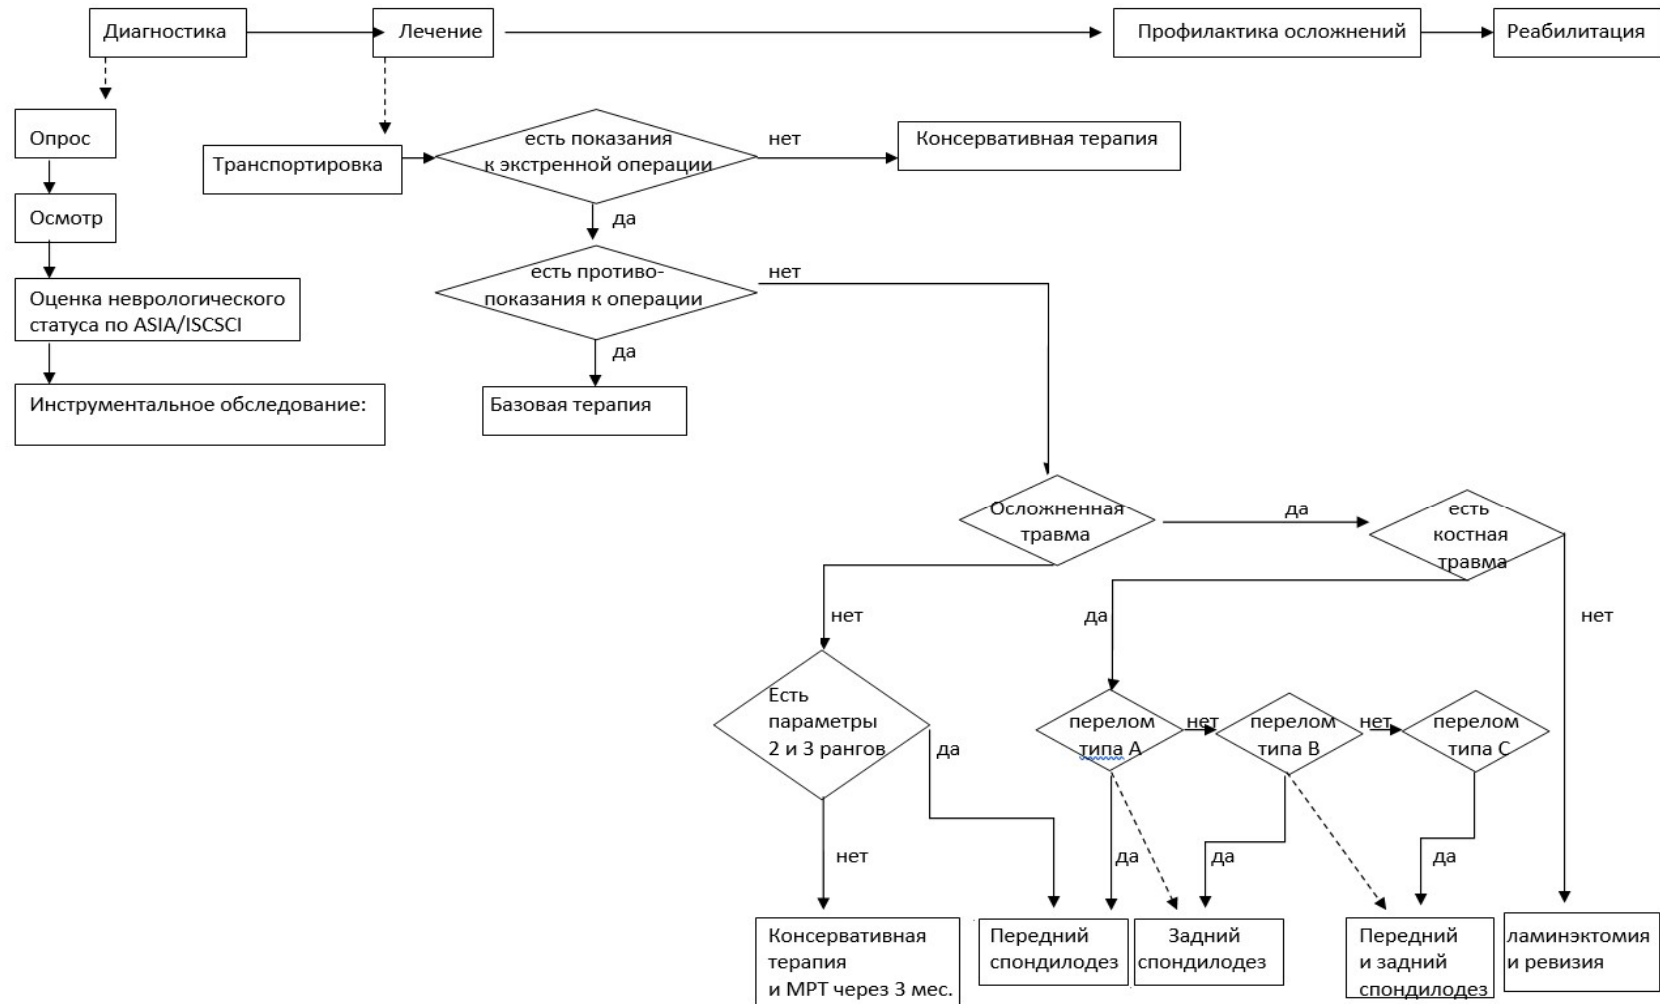 Диагностика
Лечение
Профилактика осложнений
Реабилитация
Опрос
Осмотр
Оценка неврологического
статуса по ASIA/ISCSCI
Инструментальное обследование:
Транспортировка
есть показания
к экстренной операции
нет
Консервативная терапия
да
есть противо-
показания к операции
нет
да
Базовая терапия
Осложненная
травма
да
есть
костная
травма
нет
да
нет
Есть
параметры
2 и 3 рангов
да
нет
перелом
типа А
нет
перелом
типа В
нет
перелом
типа С
да
да
да
Консервативная
терапия
и МРТ через 3 мес.
Передний
спондилодез
Задний
спондилодез
Передний
и задний
спондилодез
ламинэктомия
и ревизия